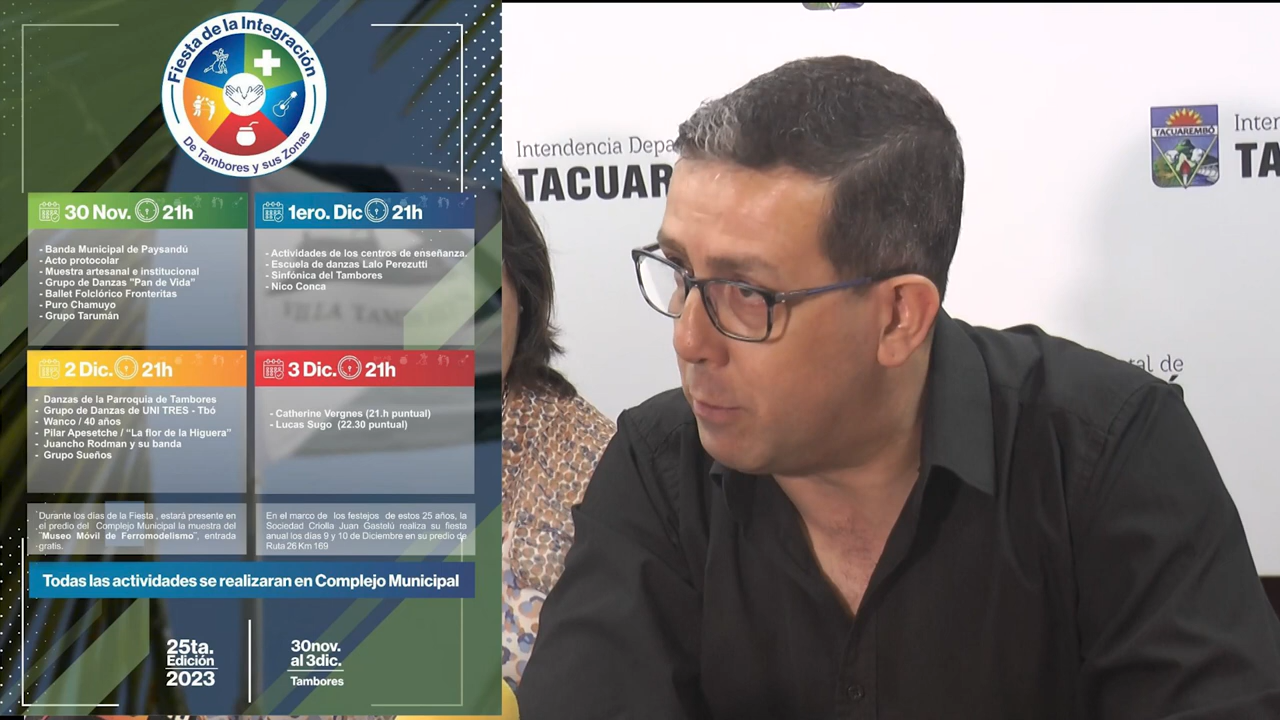 Fiesta de la Integración
De Tambores y sus Zonas
30 Nov. 21h
- Banda Municipal de Paysandú
- Acto protocolar
- Muestra artesanal e institucional
- Grupo de Danzas "Pan de Vida"
- Ballet Folclórico Fronteritas
- Puro Chamuyo
- Grupo Tarumán
1ero. Dic 21h
- Actividades de los centros de enseñanza.
- Escuela de danzas Lalo Perezutti
- Sinfónica del Tambores
- Nico Conca
2 Dic. 21h
- Danzas de la Parroquia de Tambores
- Grupo de Danzas de UNI TRES - Tbó
- Wanco / 40 años
- Pilar Apesetche / "La flor de la Higuera"
- Juancho Rodman y su banda
- Grupo Sueños
3 Dic. 21h
- Catherine Vergnes (21.h puntual)
- Lucas Sugo (22.30 puntual)
Durante los días de la Fiesta , estará presente en
el predio del Complejo Municipal la muestra del
"Museo Móvil de Ferromodelismo", entrada
gratis.
En el marco de los festejos de estos 25 años, la
Sociedad Criolla Juan Gastelú realiza su fiesta
anual los días 9 y 10 de Diciembre en su predio de
Ruta 26 Km 169
Todas las actividades se realizaran en Complejo Municipal
25ta.
Edición
2023
30nov.
al 3dic.
Tambores
VILLA TAMB
Intendencia Depa
TACUAR
TACUAREMBÓ
Inten
TA
tal de